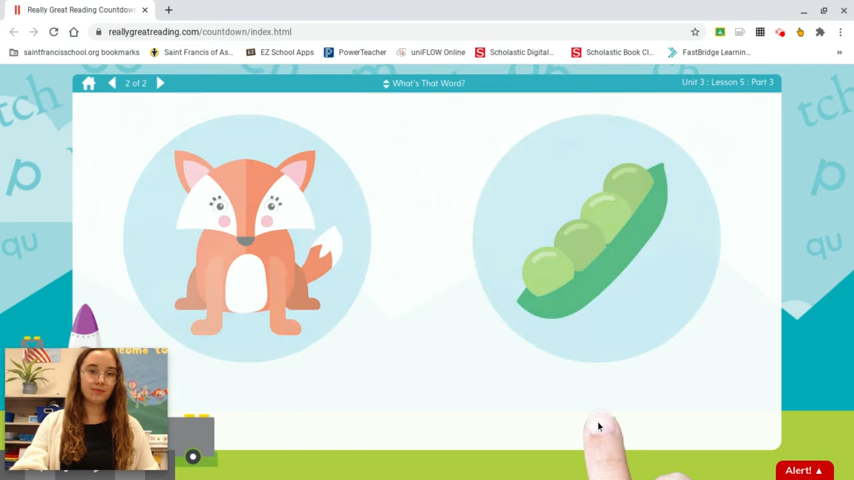 Really Great Reading Countdown
reallygreatreading.com/countdown/index.html
saintfrancisschool.org bookmarks
Saint Francis of As...
EZ School Apps
PowerTeacher
uniFLOW Online
Scholastic Digital...
Scholastic Book Cl...
FastBridge Learnin...
2 of 2
What's That Word?
Unit 3 : Lesson 5 : Part 3
tch
tch
p
p
qu
qu
Alert!